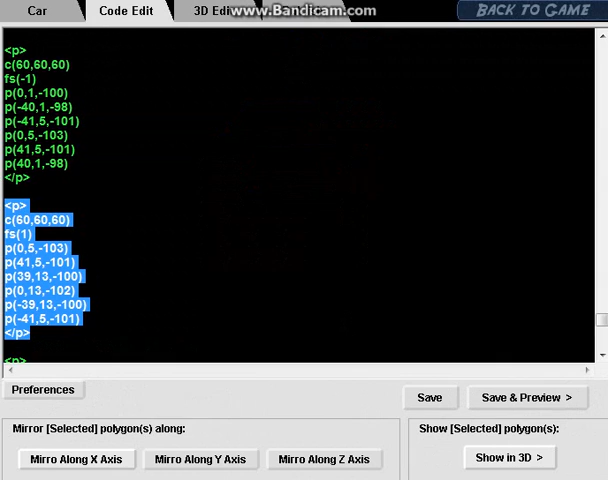 Car
Code Edit
3D Edi
www.Bandicam.com
BACK TO GAME
<p>
c(60,60,60)
fs(-1)
p(0,1,-100)
p(-40,1,-98)
p(-41,5,-101)
p(0,5,-103)
p(41,5,-101)
p(40,1,-98)
</p>
<p>
c(60,60,60)
fs(1)
p(0,5,-103)
p(41,5,-101)
p(39,13,-100)
p(0,13,-102)
p(-39,13,-100)
p(-41,5,-101)
</p>
<p>
Preferences
Save
Save & Preview >
Mirror [Selected] polygon(s) along:
Show [Selected] polygon(s):
Mirro Along X Axis
Mirro Along Y Axis
Mirro Along Z Axis
Show in 3D >